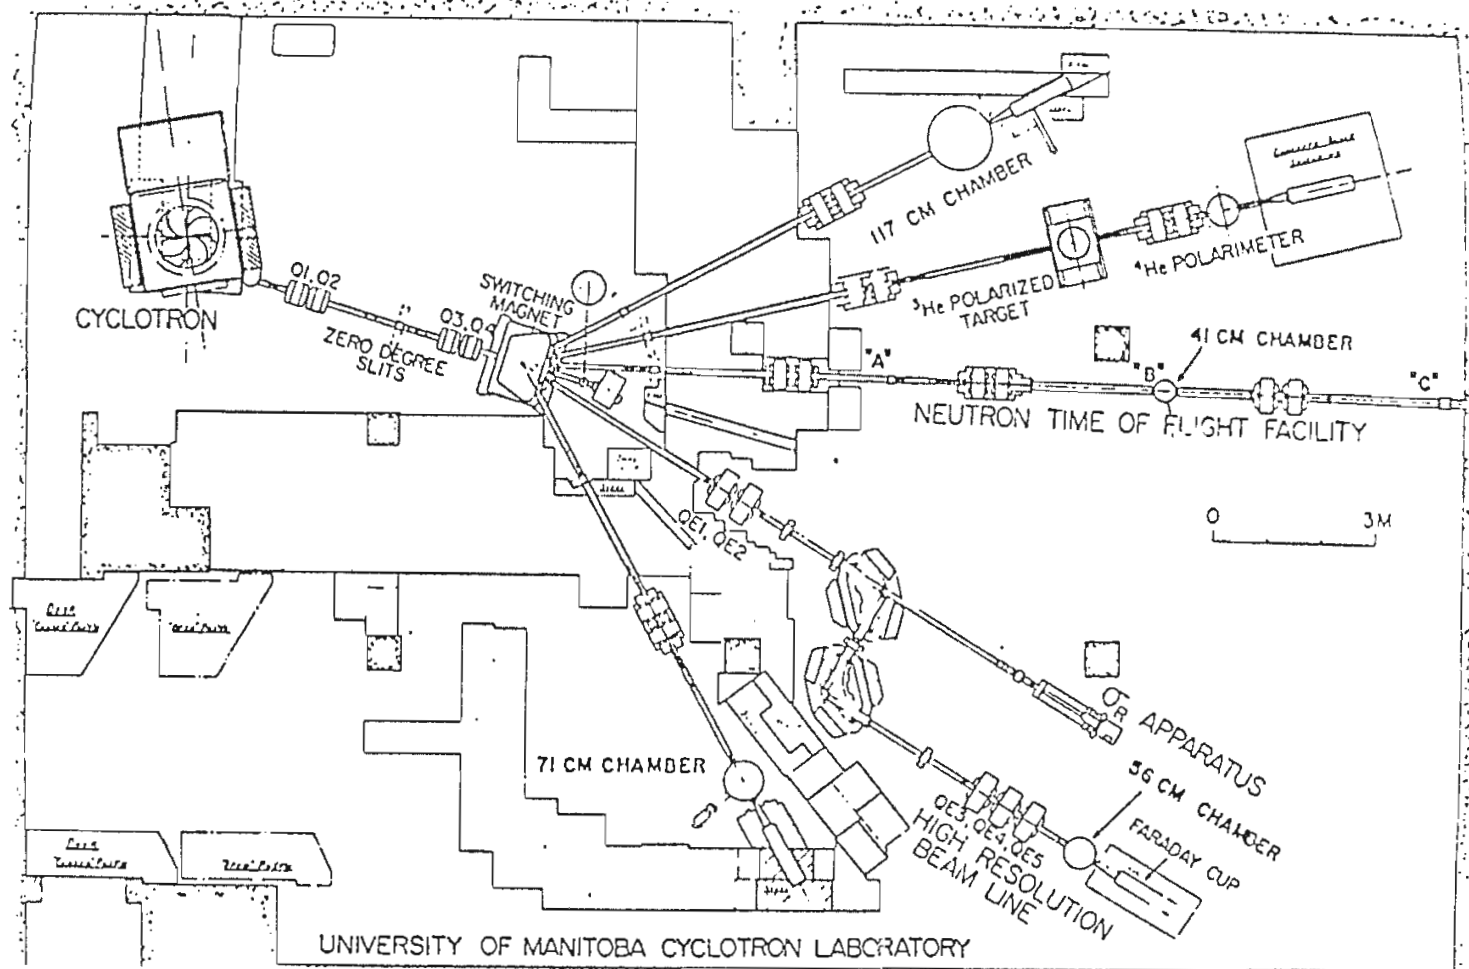 117 CM CHAMBER
⁴He POLARIMETER
³He POLARIZED
TARGET
Q1, Q2
SWITCHING
MAGNET
CYCLOTRON
Q3, Q4
ZERO DEGREE
SLITS
"A"
"B"
41 CM CHAMBER
"C"
NEUTRON TIME OF FLIGHT FACILITY
QE1, QE2
0 3M
σR APPARATUS
71 CM CHAMBER
56 CM CHAMBER
QE3, QE4, QE5
HIGH RESOLUTION
BEAM LINE
FARADAY CUP
UNIVERSITY OF MANITOBA CYCLOTRON LABORATORY